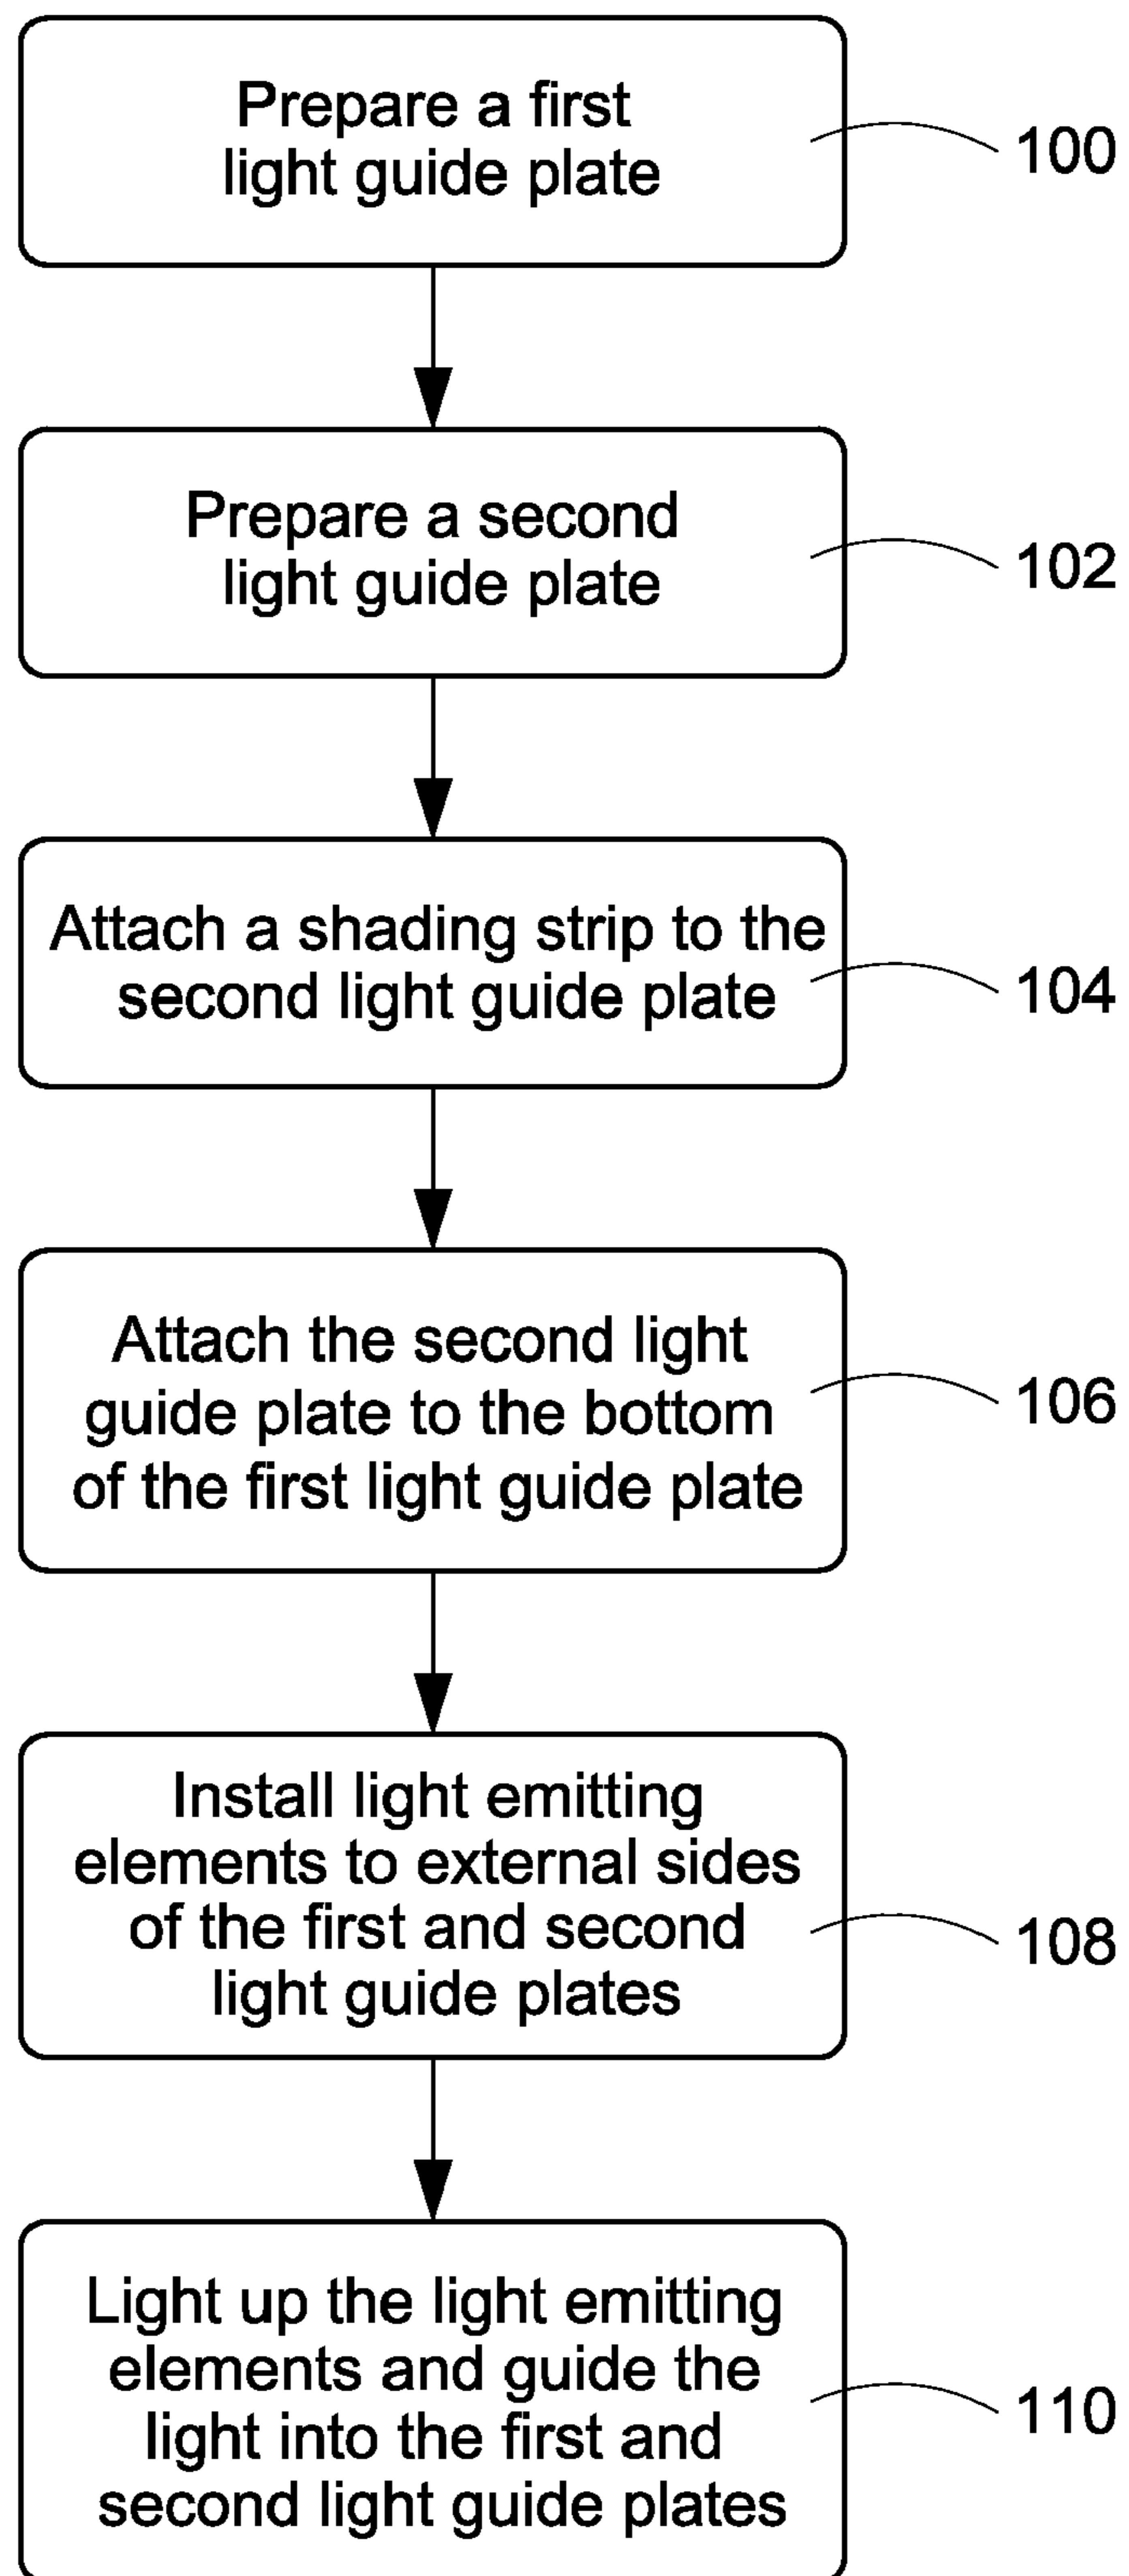 Prepare a first
light guide plate
100
Prepare a second
light guide plate
102
Attach a shading strip to the
second light guide plate
104
Attach the second light
guide plate to the bottom
of the first light guide plate
106
Install light emitting
elements to external sides
of the first and second
light guide plates
108
Light up the light emitting
elements and guide the
light into the first and
second light guide plates
110